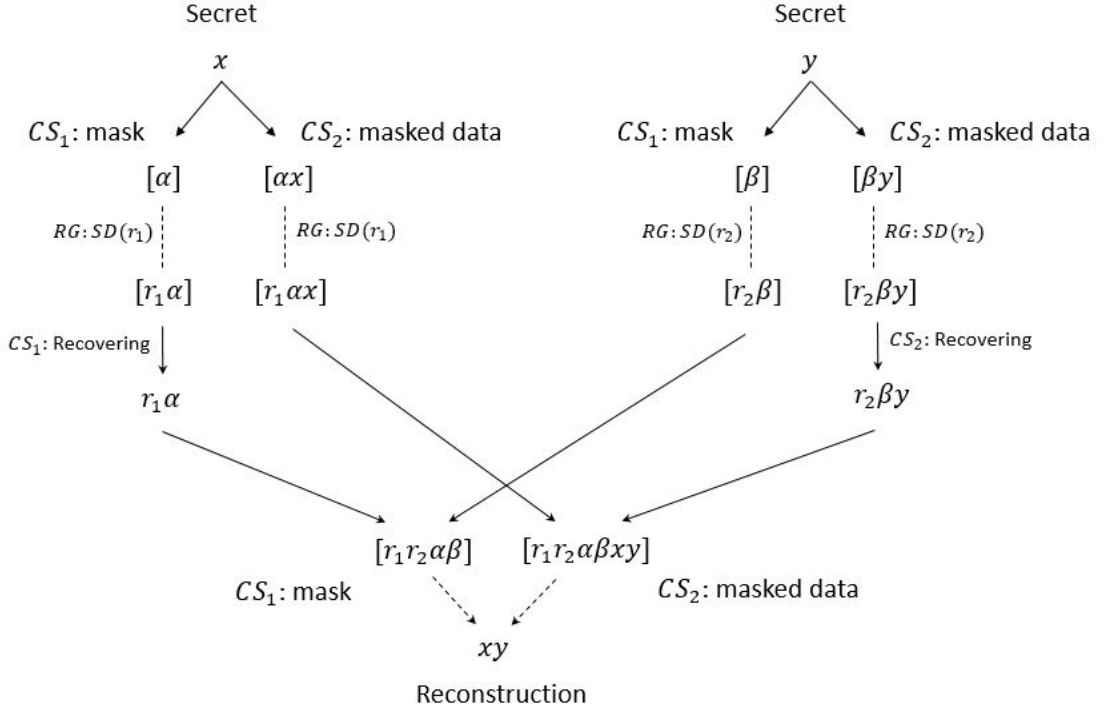 Secret Secret
x y
CS₁: mask CS₂: masked data CS₁: mask CS₂: masked data
[α] [αx] [β] [βy]
RG:SD(r₁) RG:SD(r₁) RG:SD(r₂) RG:SD(r₂)
[r₁α] [r₁αx] [r₂β] [r₂βy]
CS₁: Recovering CS₂: Recovering
r₁α r₂βy
[r₁r₂αβ] [r₁r₂αβxy]
CS₁: mask CS₂: masked data
xy
Reconstruction